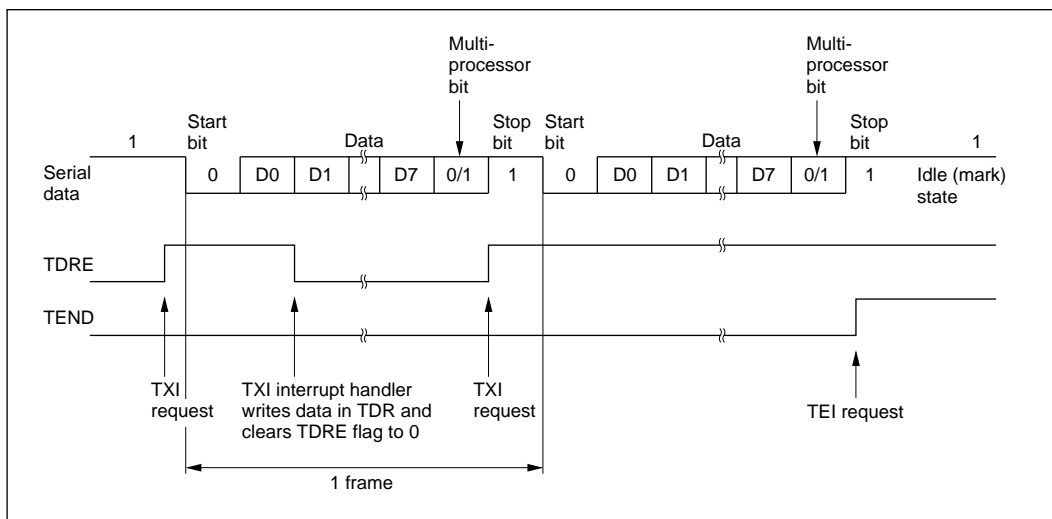 Multi-
processor
bit
Multi-
processor
bit
1
Start
bit
Data
Stop
bit
Start
bit
Data
Stop
bit
1
Serial
data
0 D0 D1 D7 0/1 1 0 D0 D1 D7 0/1 1 Idle (mark)
state
TDRE
TEND
TXI
request
TXI interrupt handler
writes data in TDR and
clears TDRE flag to 0
TXI
request
TEI request
1 frame